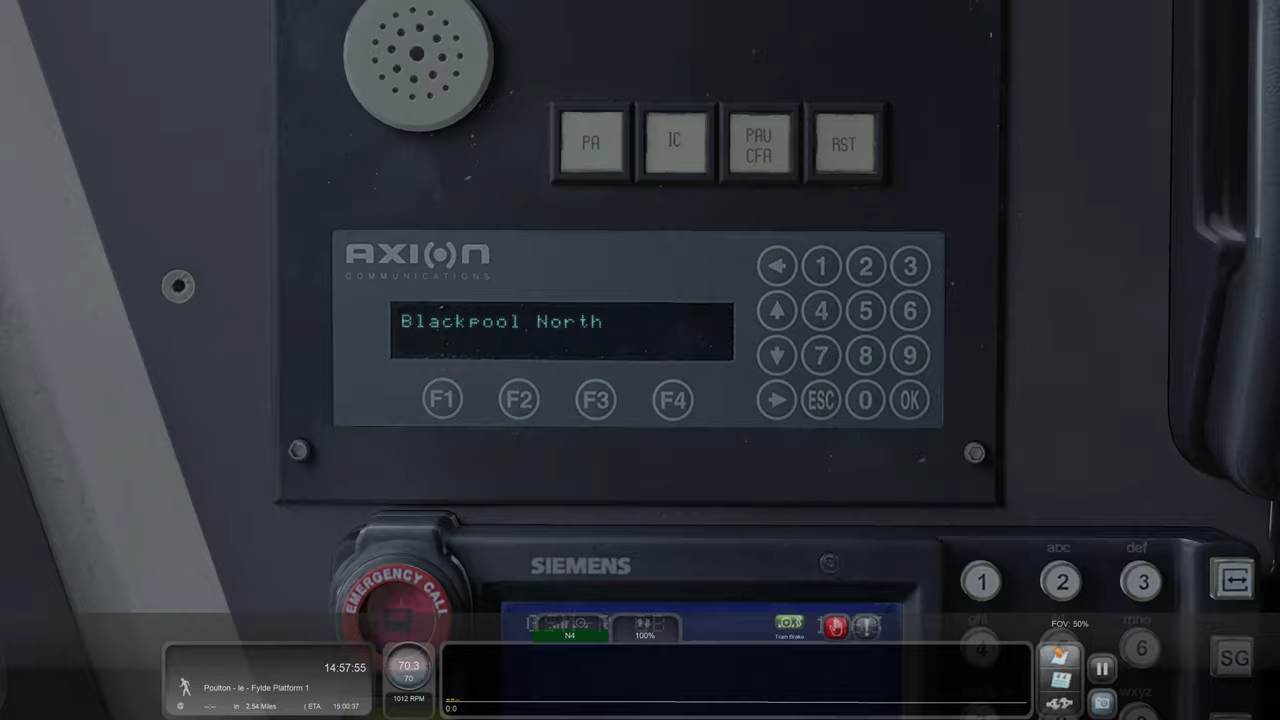 PA
IC
PAV
CFA
RST
AXION
COMMUNICATIONS
1 2 3
Blackpool North
4 5 6
7 8 9
F1 F2 F3 F4
ESC 0 OK
SIEMENS
abc def
1 2 3
EMERGENCY CALL
N4
100%
Train Brake
FOV: 50%
ghi mno
4 6
SG
14:57:55
70.3
70
Poulton - le - Fylde Platform 1
--:-- in 2.54 Miles ( ETA: 15:00:37
1012 RPM
0:0
wxyz